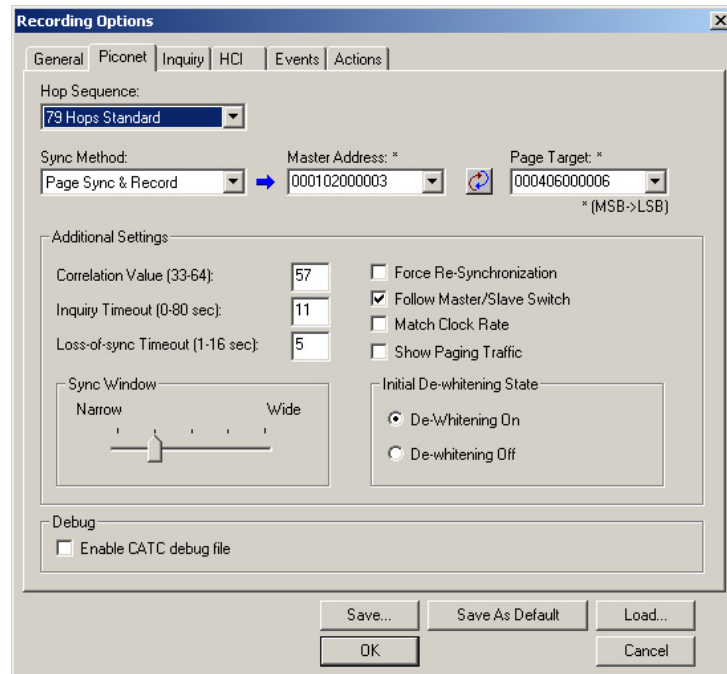 Recording Options
General Piconet Inquiry HCI Events Actions
Hop Sequence:
79 Hops Standard
Sync Method: Master Address: * Page Target: *
Page Sync & Record 000102000003 000406000006
* (MSB->LSB)
Additional Settings
Correlation Value (33-64): 57 Force Re-Synchronization
Inquiry Timeout (0-80 sec): 11 Follow Master/Slave Switch
Loss-of-sync Timeout (1-16 sec): 5 Match Clock Rate
Show Paging Traffic
Sync Window Initial De-whitening State
Narrow Wide
De-Whitening On
De-whitening Off
Debug
Enable CATC debug file
Save... Save As Default Load...
OK Cancel